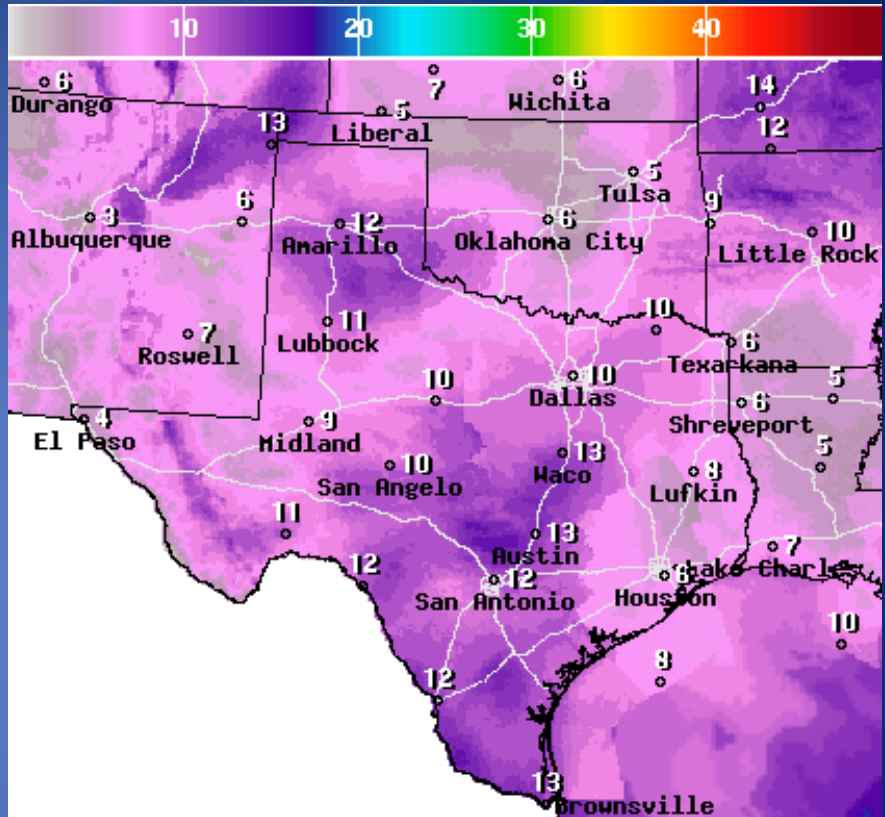 10 20 30 40
6 7 6 14
Durango Wichita
5
Liberal
13 12
5
Tulsa
3 6 12 6 9 10
Albuquerque Amarillo Oklahoma City Little Rock
7 11 10 6
Roswell Lubbock Texarkana
10 10 6 5
Dallas Shreveport
4 9
El Paso Midland
10 13 8 5
San Angelo Waco Lufkin
11 13 7
Austin
12 12 6 Lake Charles
San Antonio Houston
10
12 8
13
Brownsville